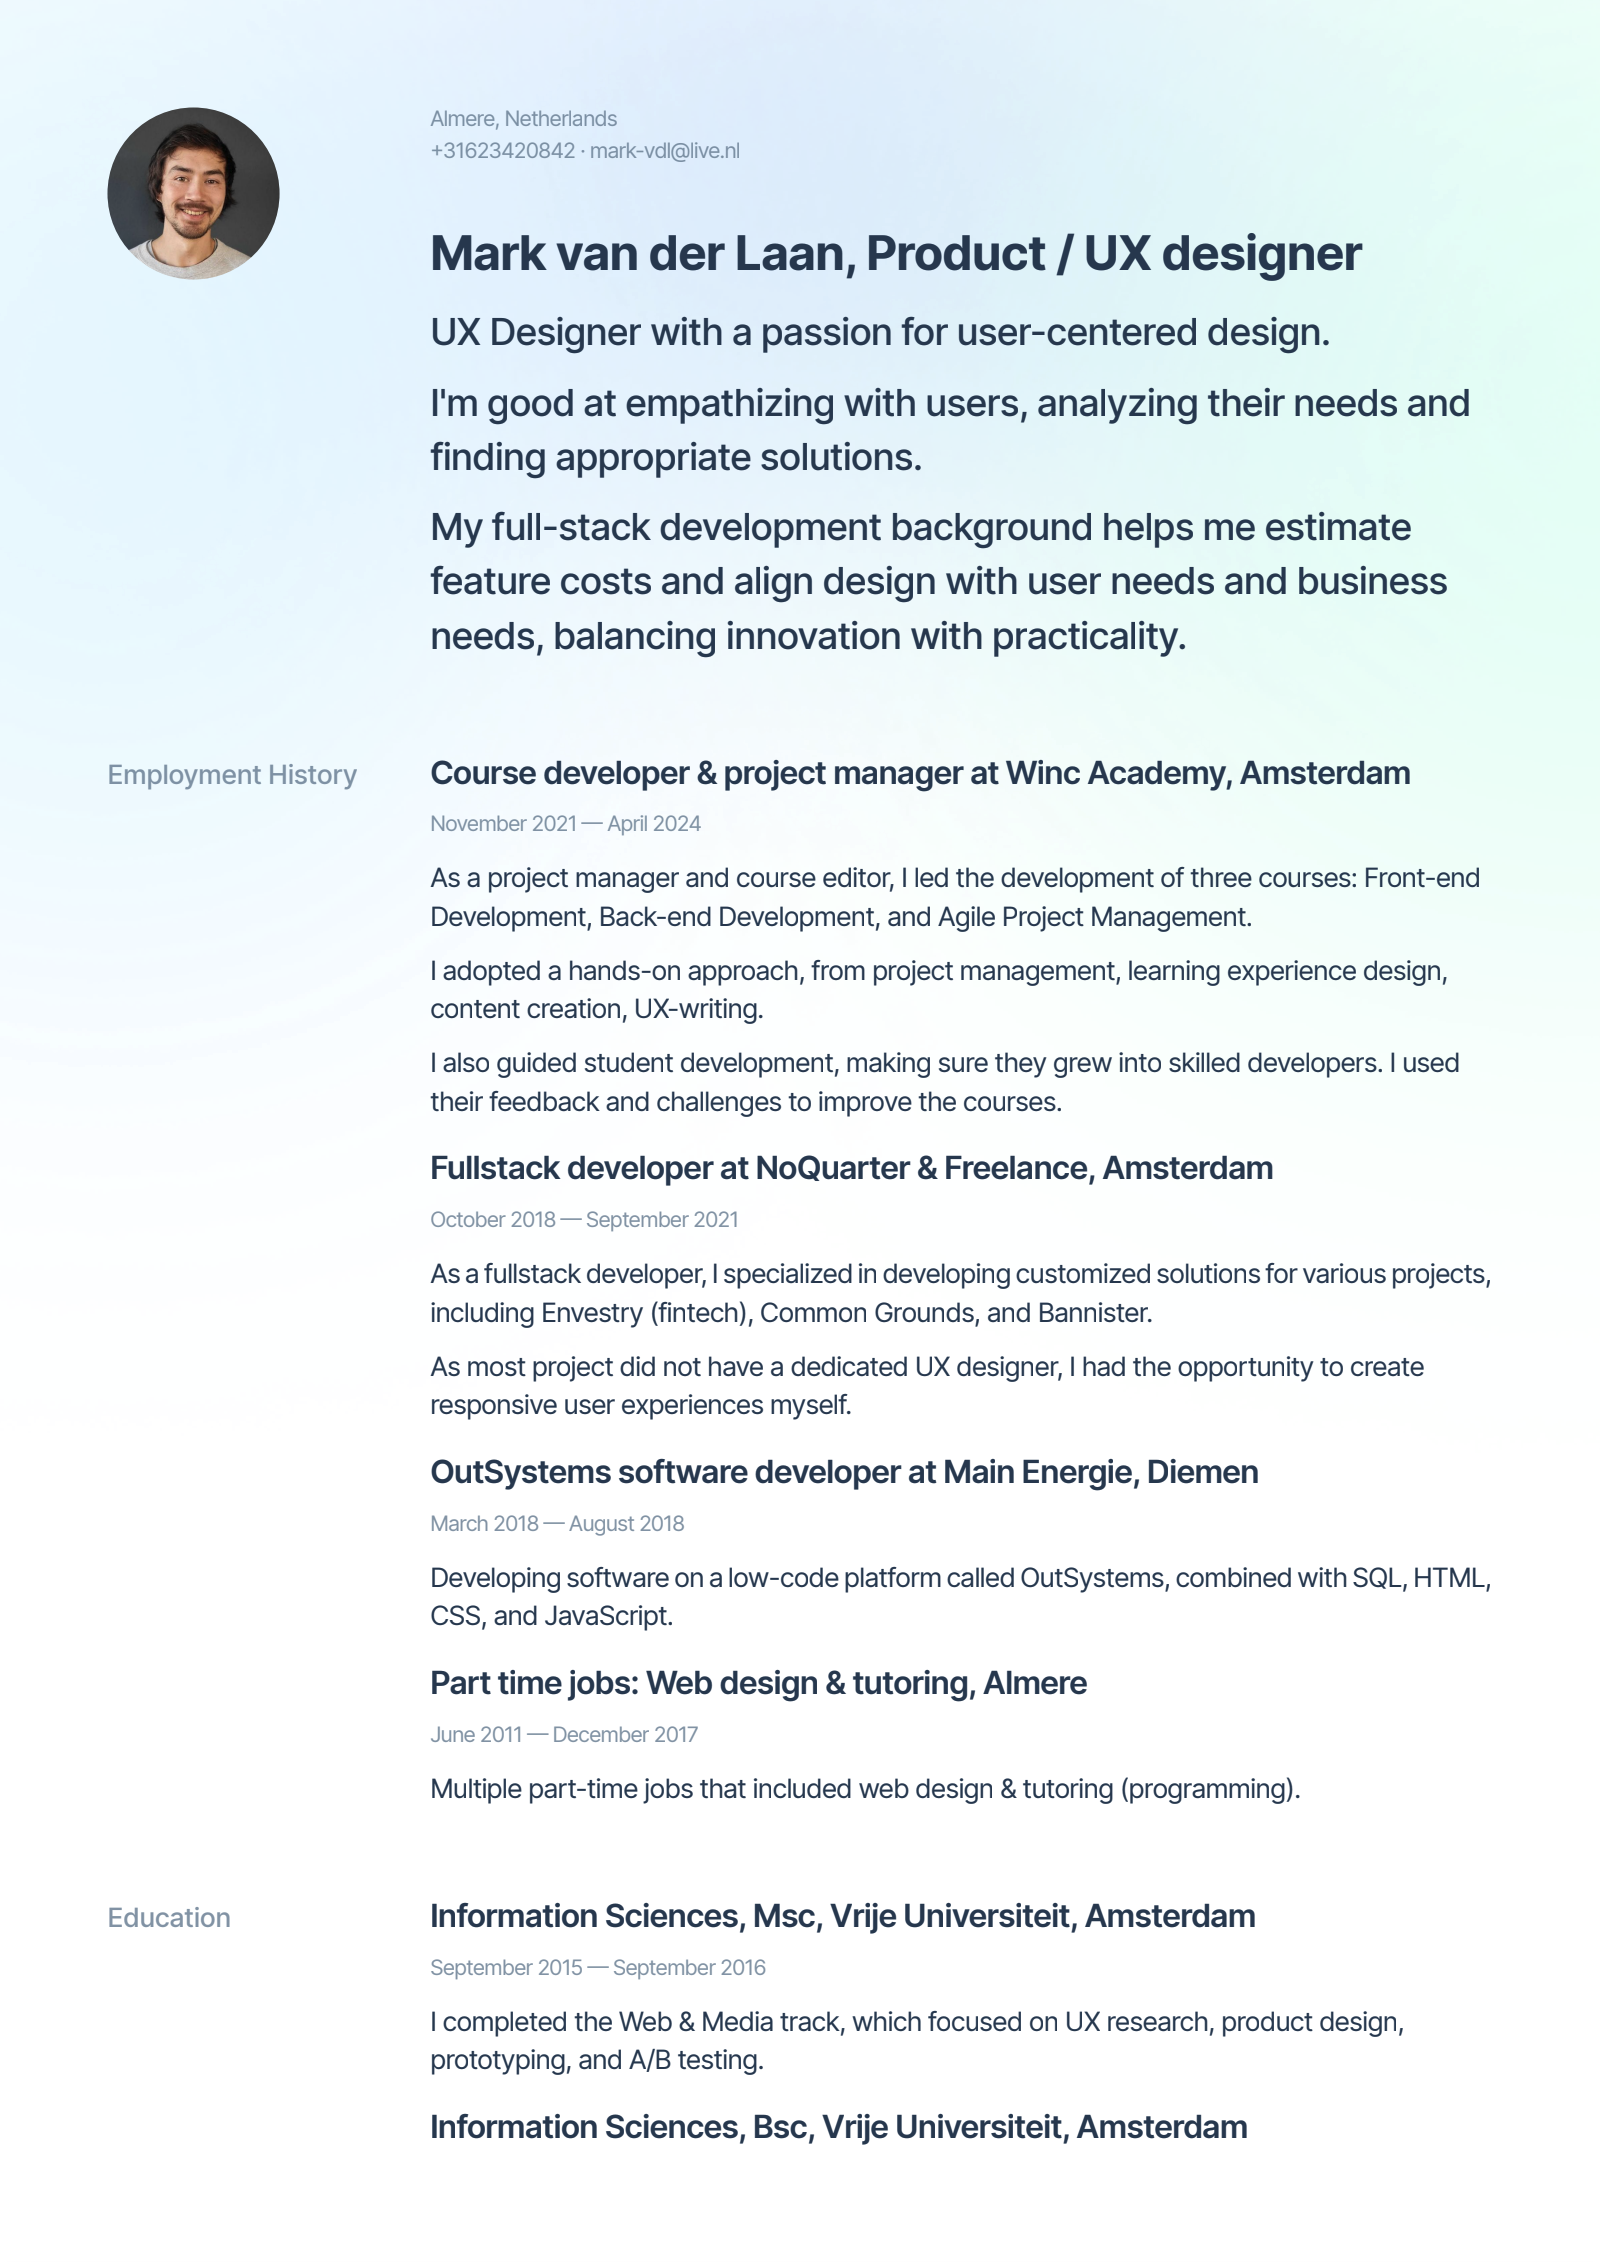 Almere, Netherlands
+31623420842 · mark-vdl@live.nl
Mark van der Laan, Product / UX designer
UX Designer with a passion for user-centered design.
I'm good at empathizing with users, analyzing their needs and
finding appropriate solutions.
My full-stack development background helps me estimate
feature costs and align design with user needs and business
needs, balancing innovation with practicality.
Employment History
Course developer & project manager at Winc Academy, Amsterdam
November 2021 — April 2024
As a project manager and course editor, I led the development of three courses: Front-end
Development, Back-end Development, and Agile Project Management.
I adopted a hands-on approach, from project management, learning experience design,
content creation, UX-writing.
I also guided student development, making sure they grew into skilled developers. I used
their feedback and challenges to improve the courses.
Fullstack developer at NoQuarter & Freelance, Amsterdam
October 2018 — September 2021
As a fullstack developer, I specialized in developing customized solutions for various projects,
including Envestry (fintech), Common Grounds, and Bannister.
As most project did not have a dedicated UX designer, I had the opportunity to create
responsive user experiences myself.
OutSystems software developer at Main Energie, Diemen
March 2018 — August 2018
Developing software on a low-code platform called OutSystems, combined with SQL, HTML,
CSS, and JavaScript.
Part time jobs: Web design & tutoring, Almere
June 2011 — December 2017
Multiple part-time jobs that included web design & tutoring (programming).
Education
Information Sciences, Msc, Vrije Universiteit, Amsterdam
September 2015 — September 2016
I completed the Web & Media track, which focused on UX research, product design,
prototyping, and A/B testing.
Information Sciences, Bsc, Vrije Universiteit, Amsterdam